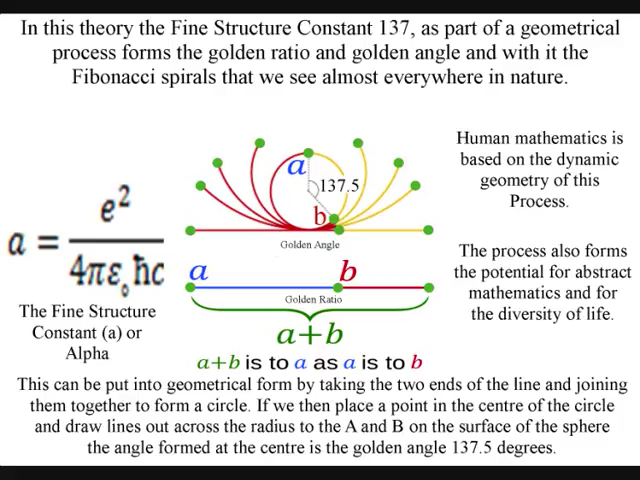 In this theory the Fine Structure Constant 137, as part of a geometrical
process forms the golden ratio and golden angle and with it the
Fibonacci spirals that we see almost everywhere in nature.
a
137.5
b
Golden Angle
a b
Golden Ratio
a+b
a+b is to a as a is to b
a = e²
4πε₀ħc
The Fine Structure
Constant (a) or
Alpha
Human mathematics is
based on the dynamic
geometry of this
Process.
The process also forms
the potential for abstract
mathematics and for
the diversity of life.
This can be put into geometrical form by taking the two ends of the line and joining
them together to form a circle. If we then place a point in the centre of the circle
and draw lines out across the radius to the A and B on the surface of the sphere
the angle formed at the centre is the golden angle 137.5 degrees.